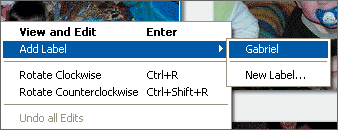 View and Edit Enter
Add Label Gabriel
Rotate Clockwise Ctrl+R New Label...
Rotate Counterclockwise Ctrl+Shift+R
Undo all Edits